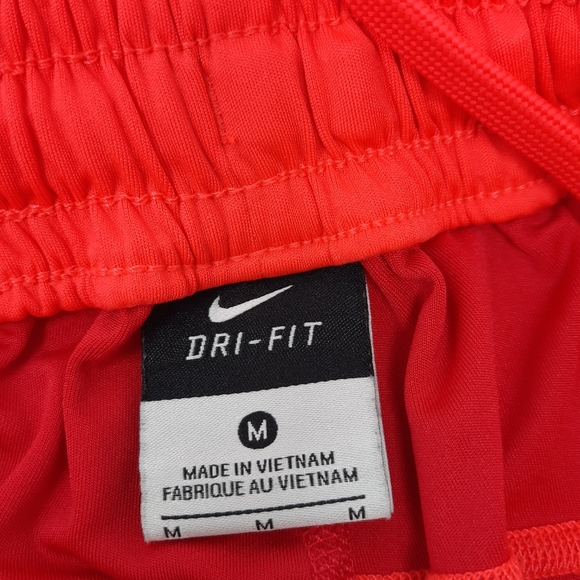 DRI-FIT
M
MADE IN VIETNAM
FABRIQUE AU VIETNAM
M M M